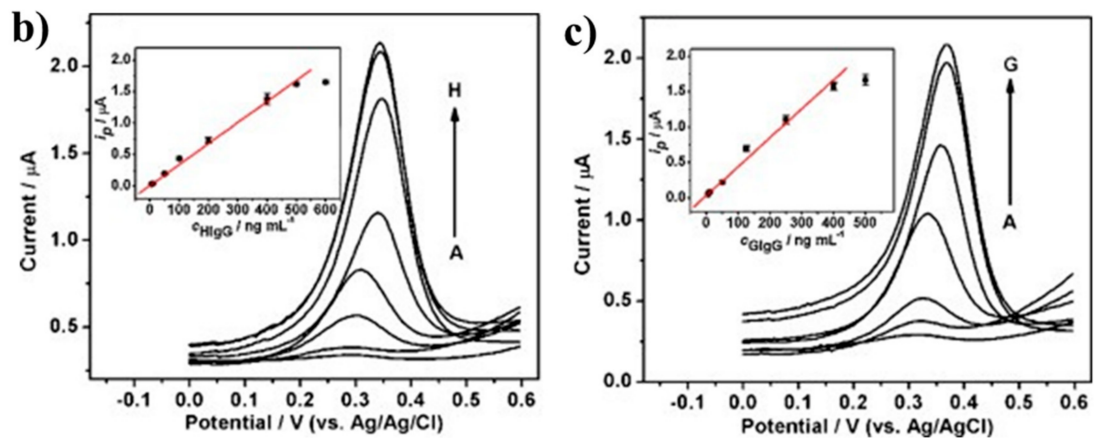 b)
2.0
1.5
1.0
0.5
Current / μA
-0.1 0.0 0.1 0.2 0.3 0.4 0.5 0.6
Potential / V (vs. Ag/Ag/Cl)
H
A
2.0
1.5
1.0
0.5
0.0
ip / μA
0 100 200 300 400 500 600
cHIgG / ng mL-1
c)
2.0
1.5
1.0
0.5
0.0
Current / μA
-0.1 0.0 0.1 0.2 0.3 0.4 0.5 0.6
Potential / V (vs. Ag/AgCl)
G
A
2.0
1.5
1.0
0.5
0.0
ip / μA
0 100 200 300 400 500
cGIgG / ng mL-1